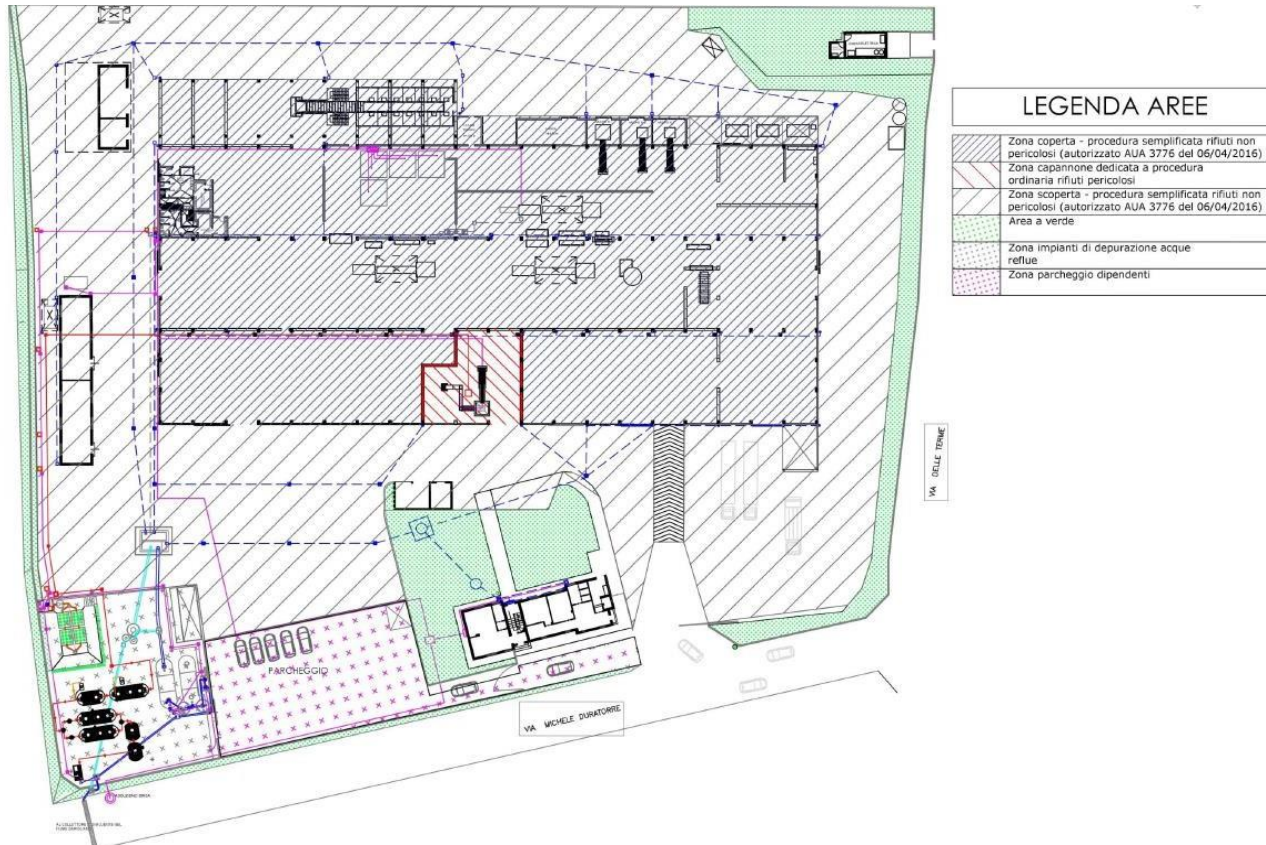 LEGENDA AREE
Zona coperta - procedura semplificata rifiuti non
pericolosi (autorizzato AUA 3776 del 06/04/2016)
Zona capannone dedicata a procedura
ordinaria rifiuti pericolosi
Zona scoperta - procedura semplificata rifiuti non
pericolosi (autorizzato AUA 3776 del 06/04/2016)
Area a verde
Zona impianti di depurazione acque
reflue
Zona parcheggio dipendenti
VIA DELLE TERME
PARCHEGGIO
VIA MICHELE DURATORRE